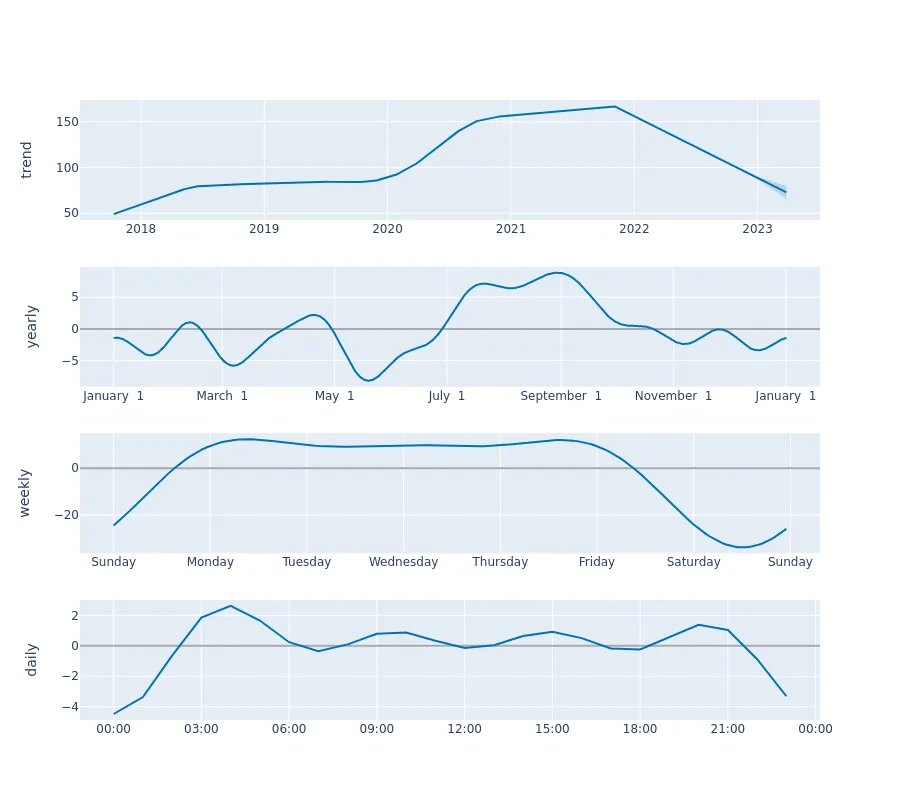 trend
150
100
50
2018 2019 2020 2021 2022 2023
yearly
5
0
−5
January 1 March 1 May 1 July 1 September 1 November 1 January 1
weekly
0
−20
Sunday Monday Tuesday Wednesday Thursday Friday Saturday Sunday
daily
2
0
−2
−4
00:00 03:00 06:00 09:00 12:00 15:00 18:00 21:00 00:00